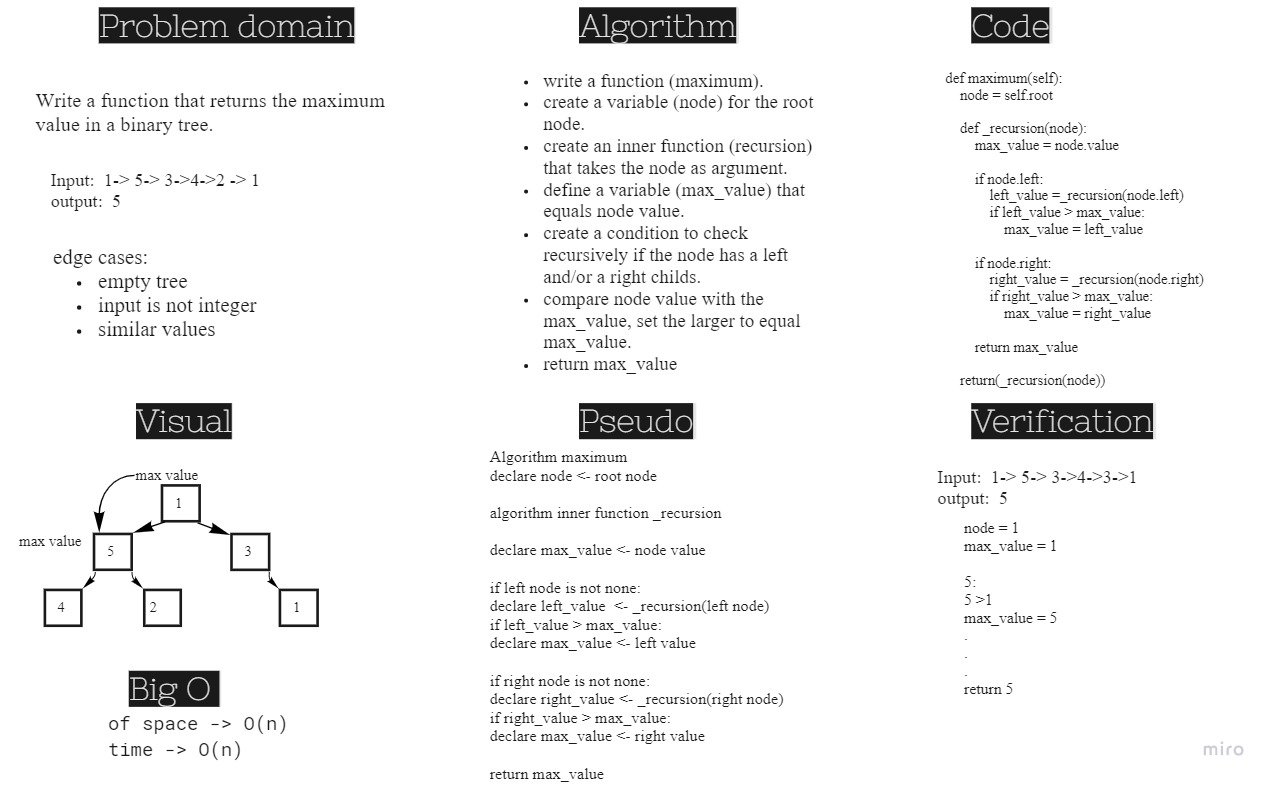 Problem domain
Write a function that returns the maximum
value in a binary tree.
Input:  1-> 5-> 3->4->2 -> 1
output:  5
edge cases:
• empty tree
• input is not integer
• similar values
Algorithm
• write a function (maximum).
• create a variable (node) for the root
node.
• create an inner function (recursion)
that takes the node as argument.
• define a variable (max_value) that
equals node value.
• create a condition to check
recursively if the node has a left
and/or a right childs.
• compare node value with the
max_value, set the larger to equal
max_value.
• return max_value
Code
def maximum(self):
node = self.root
def _recursion(node):
max_value = node.value
if node.left:
left_value =_recursion(node.left)
if left_value > max_value:
max_value = left_value
if node.right:
right_value = _recursion(node.right)
if right_value > max_value:
max_value = right_value
return max_value
return(_recursion(node))
Visual
max value
1
max value
5
3
4
2
1
Big O
of space -> O(n)
time -> O(n)
Pseudo
Algorithm maximum
declare node <- root node
algorithm inner function _recursion
declare max_value <- node value
if left node is not none:
declare left_value  <- _recursion(left node)
if left_value > max_value:
declare max_value <- left value
if right node is not none:
declare right_value <- _recursion(right node)
if right_value > max_value:
declare max_value <- right value
return max_value
Verification
Input:  1-> 5-> 3->4->3->1
output:  5
node = 1
max_value = 1
5:
5 >1
max_value = 5
.
.
.
return 5
miro